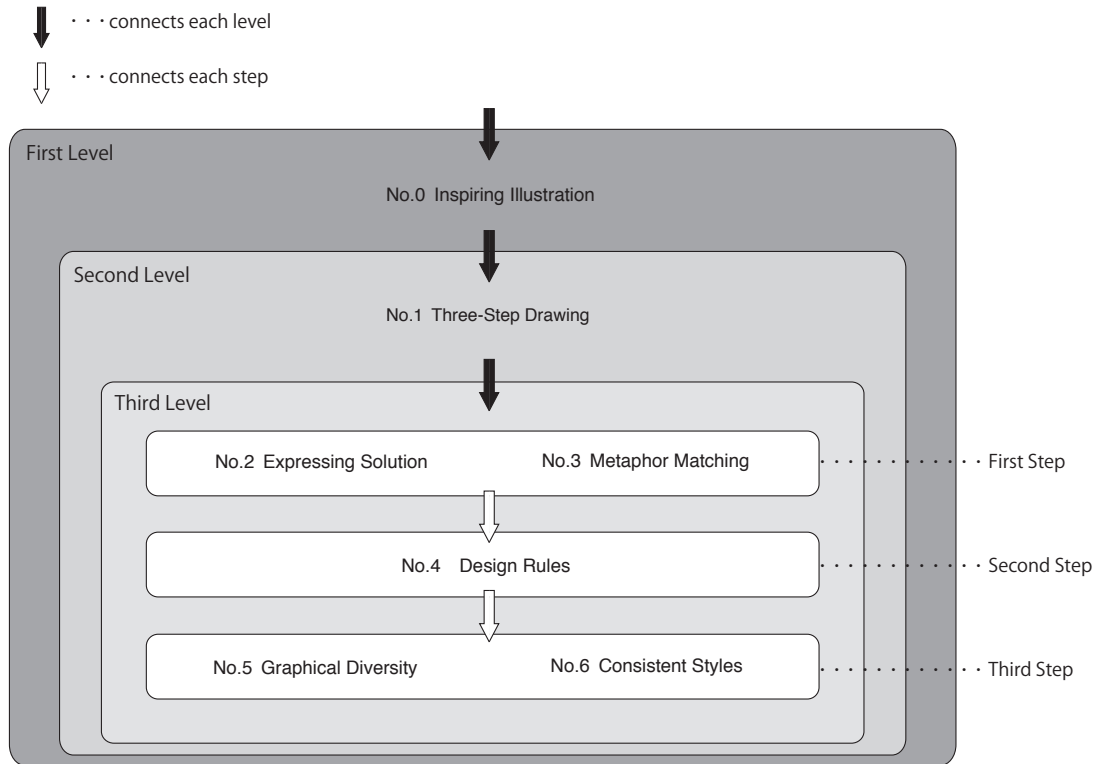 ・・・connects each level
・・・connects each step
First Level
No.0 Inspiring Illustration
Second Level
No.1 Three-Step Drawing
Third Level
No.2 Expressing Solution No.3 Metaphor Matching ・・・・・・・・・・・・・ First Step
No.4 Design Rules ・・・・・・・・・・・・・ Second Step
No.5 Graphical Diversity No.6 Consistent Styles ・・・・・・・・・・・・・ Third Step